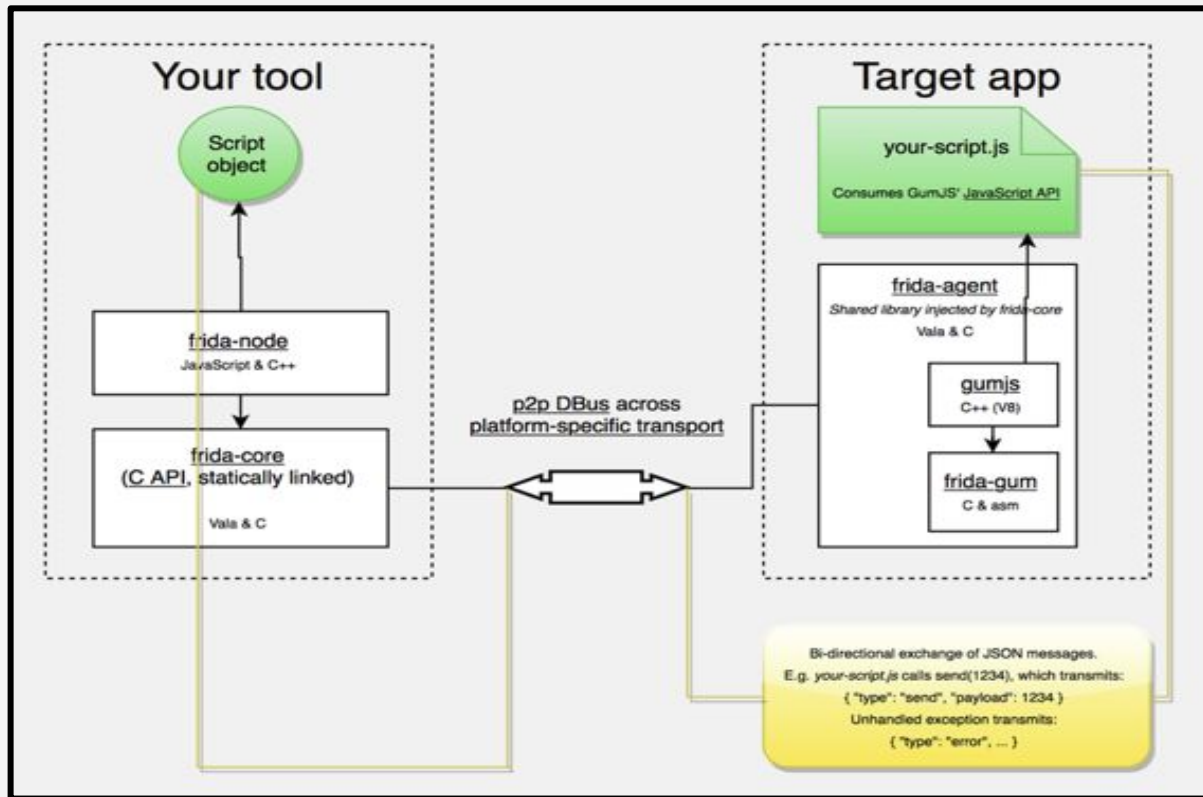 Your tool
Script
object
frida-node
JavaScript & C++
frida-core
(C API, statically linked)
Vala & C
p2p DBus across
platform-specific transport
Target app
your-script.js
Consumes GumJS' JavaScript API
frida-agent
Shared library injected by frida-core
Vala & C
gumjs
C++ (V8)
frida-gum
C & asm
Bi-directional exchange of JSON messages.
E.g. your-script.js calls send(1234), which transmits:
{ "type": "send", "payload": 1234 }
Unhandled exception transmits:
{ "type": "error", ... }